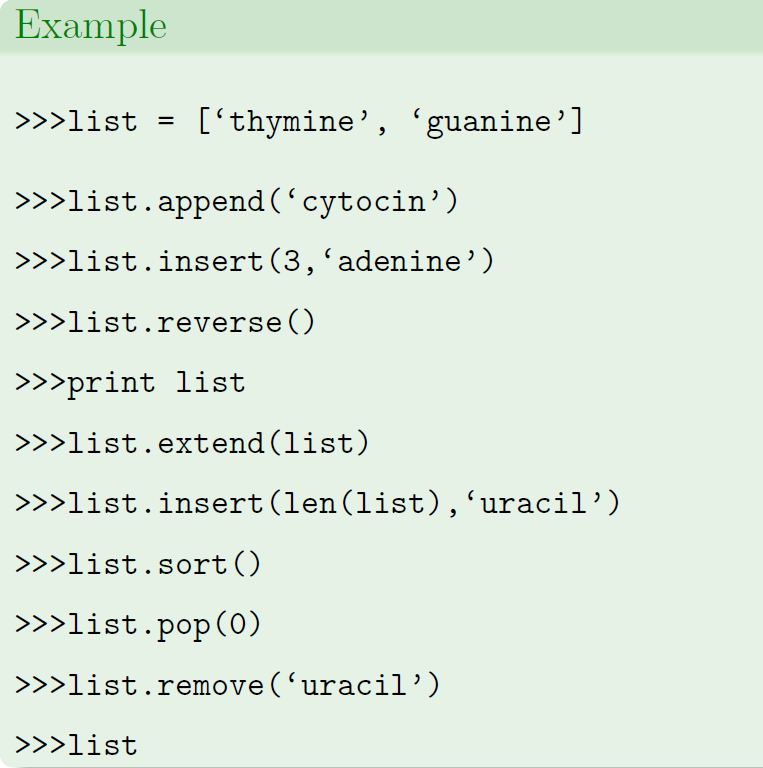 Example
>>>list = [‘thymine’, ‘guanine’]
>>>list.append(‘cytocin’)
>>>list.insert(3,‘adenine’)
>>>list.reverse()
>>>print list
>>>list.extend(list)
>>>list.insert(len(list),‘uracil’)
>>>list.sort()
>>>list.pop(0)
>>>list.remove(‘uracil’)
>>>list